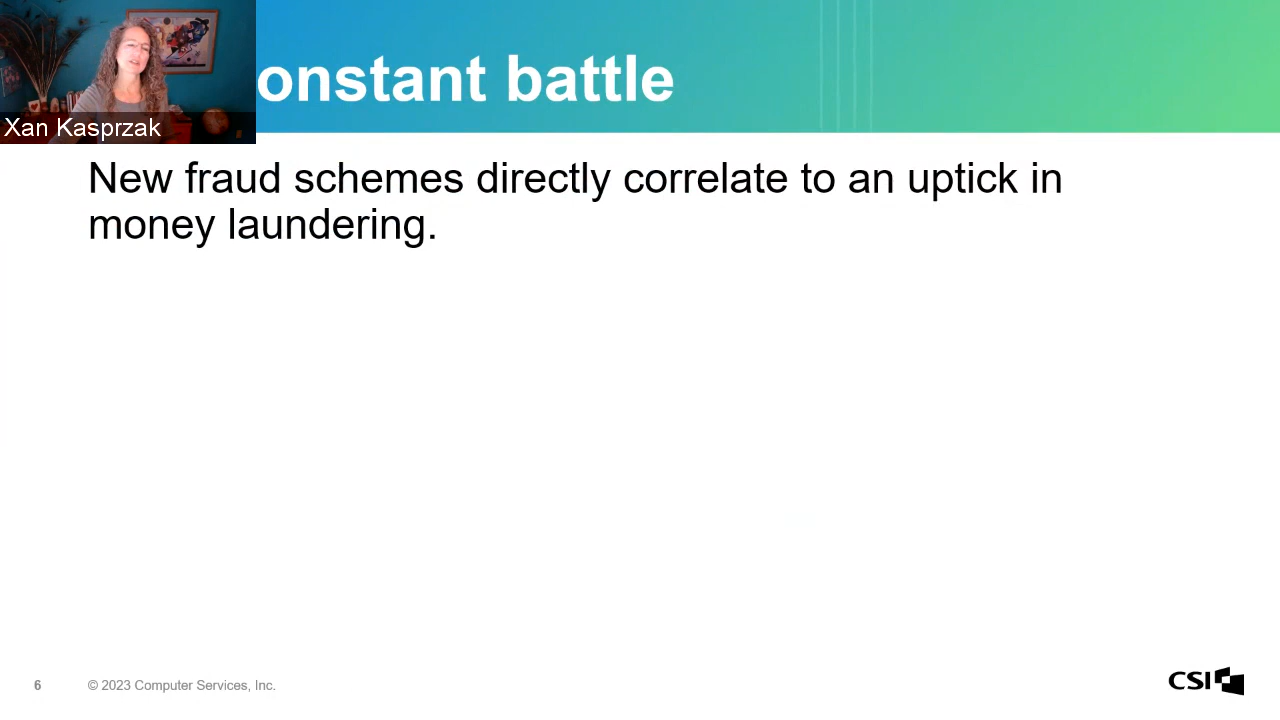 onstant battle
Xan Kasprzak
New fraud schemes directly correlate to an uptick in
money laundering.
6
© 2023 Computer Services, Inc.
CSI